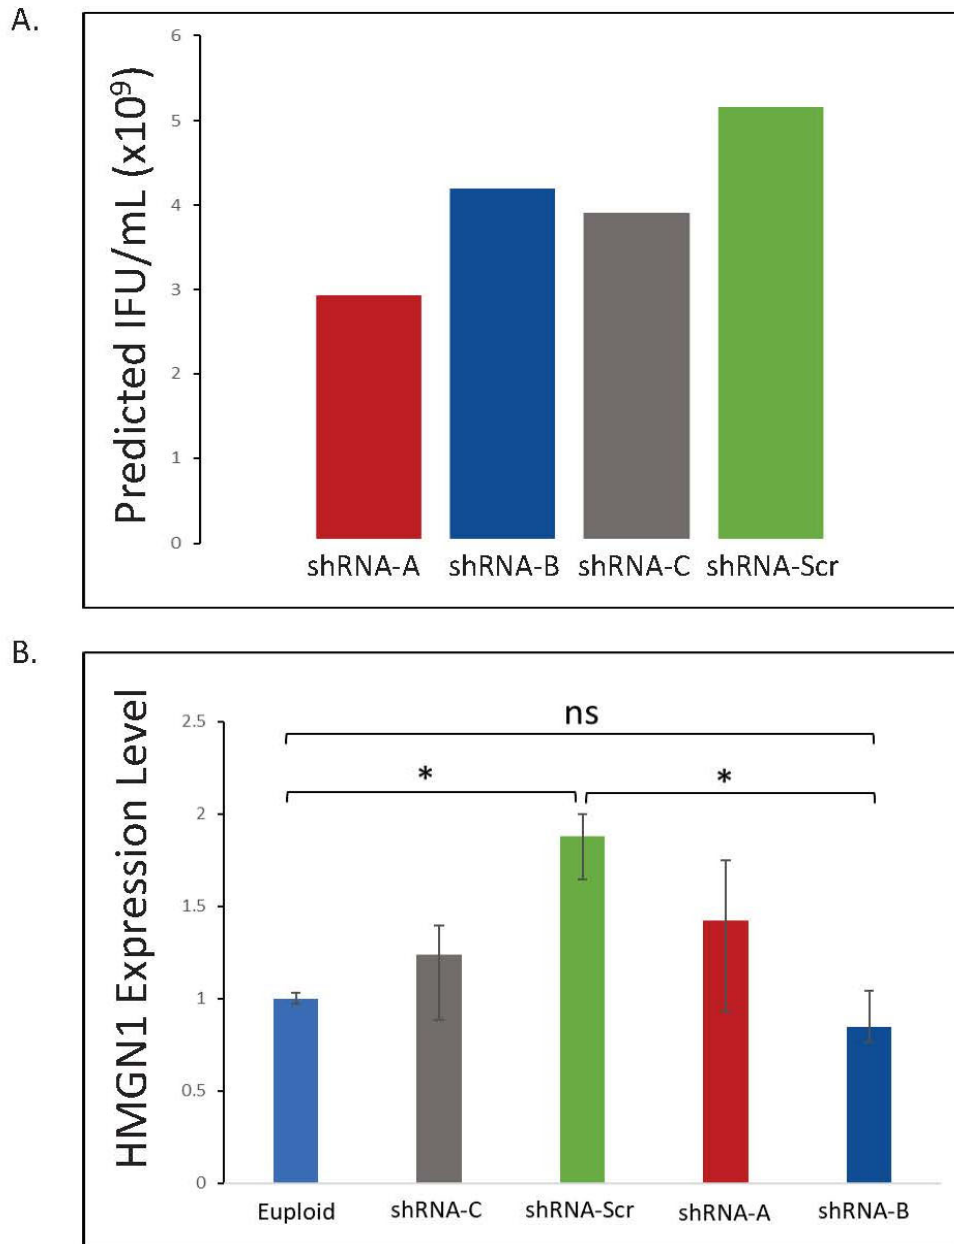 A.
Predicted IFU/mL (x10⁹)
6
5
4
3
2
1
0
shRNA-A shRNA-B shRNA-C shRNA-Scr
B.
HMGN1 Expression Level
2.5
2
1.5
1
0.5
0
ns
* *
Euploid shRNA-C shRNA-Scr shRNA-A shRNA-B